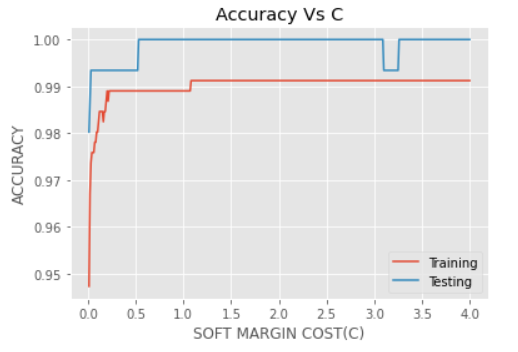 Accuracy Vs C
1.00
0.99
0.98
0.97
0.96
0.95
ACCURACY
Training
Testing
0.0 0.5 1.0 1.5 2.0 2.5 3.0 3.5 4.0
SOFT MARGIN COST(C)